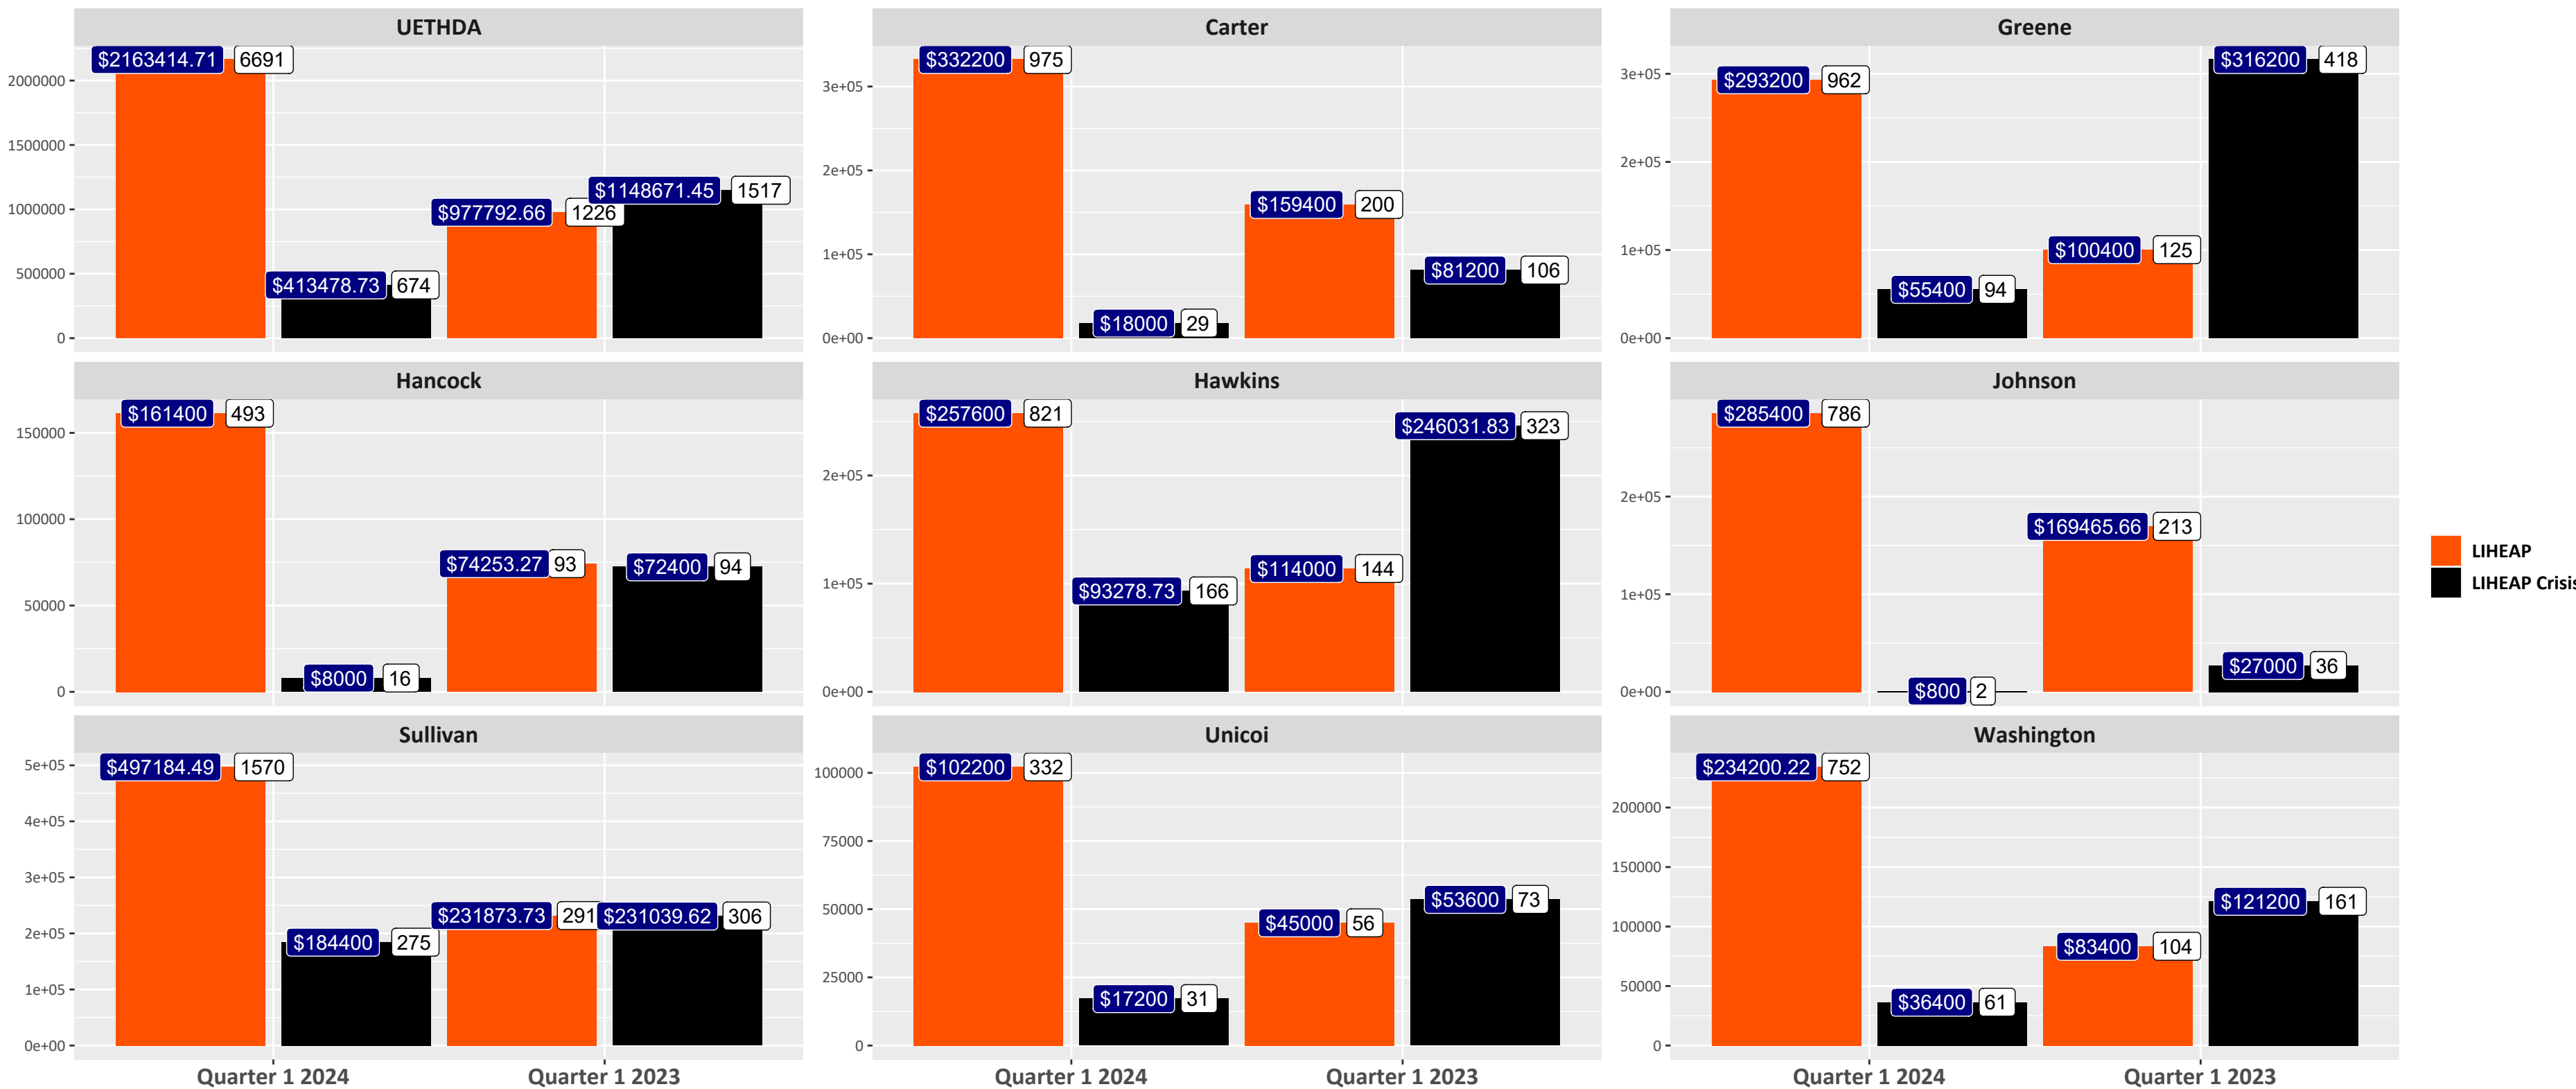 UETHDA
$2163414.71 6691
2000000
1500000
$1148671.45 1517
1000000
$977792.66 1226
500000
$413478.73 674
0
Carter
$332200 975
3e+05
2e+05
$159400 200
1e+05
$81200 106
$18000 29
0e+00
Greene
$316200 418
3e+05
$293200 962
2e+05
1e+05
$100400 125
$55400 94
0e+00
Hancock
$161400 493
150000
100000
$74253.27 93
$72400 94
50000
$8000 16
0
Hawkins
$257600 821
$246031.83 323
2e+05
$114000 144
1e+05
$93278.73 166
0e+00
Johnson
$285400 786
2e+05
$169465.66 213
1e+05
$27000 36
$800 2
0e+00
LIHEAP
LIHEAP Crisis
Sullivan
$497184.49 1570
5e+05
4e+05
3e+05
$231873.73 291 $231039.62 306
2e+05
$184400 275
1e+05
0e+00
Quarter 1 2024 Quarter 1 2023
Unicoi
$102200 332
100000
75000
$53600 73
50000
$45000 56
25000
$17200 31
0
Quarter 1 2024 Quarter 1 2023
Washington
$234200.22 752
200000
150000
$121200 161
100000
$83400 104
50000
$36400 61
0
Quarter 1 2024 Quarter 1 2023